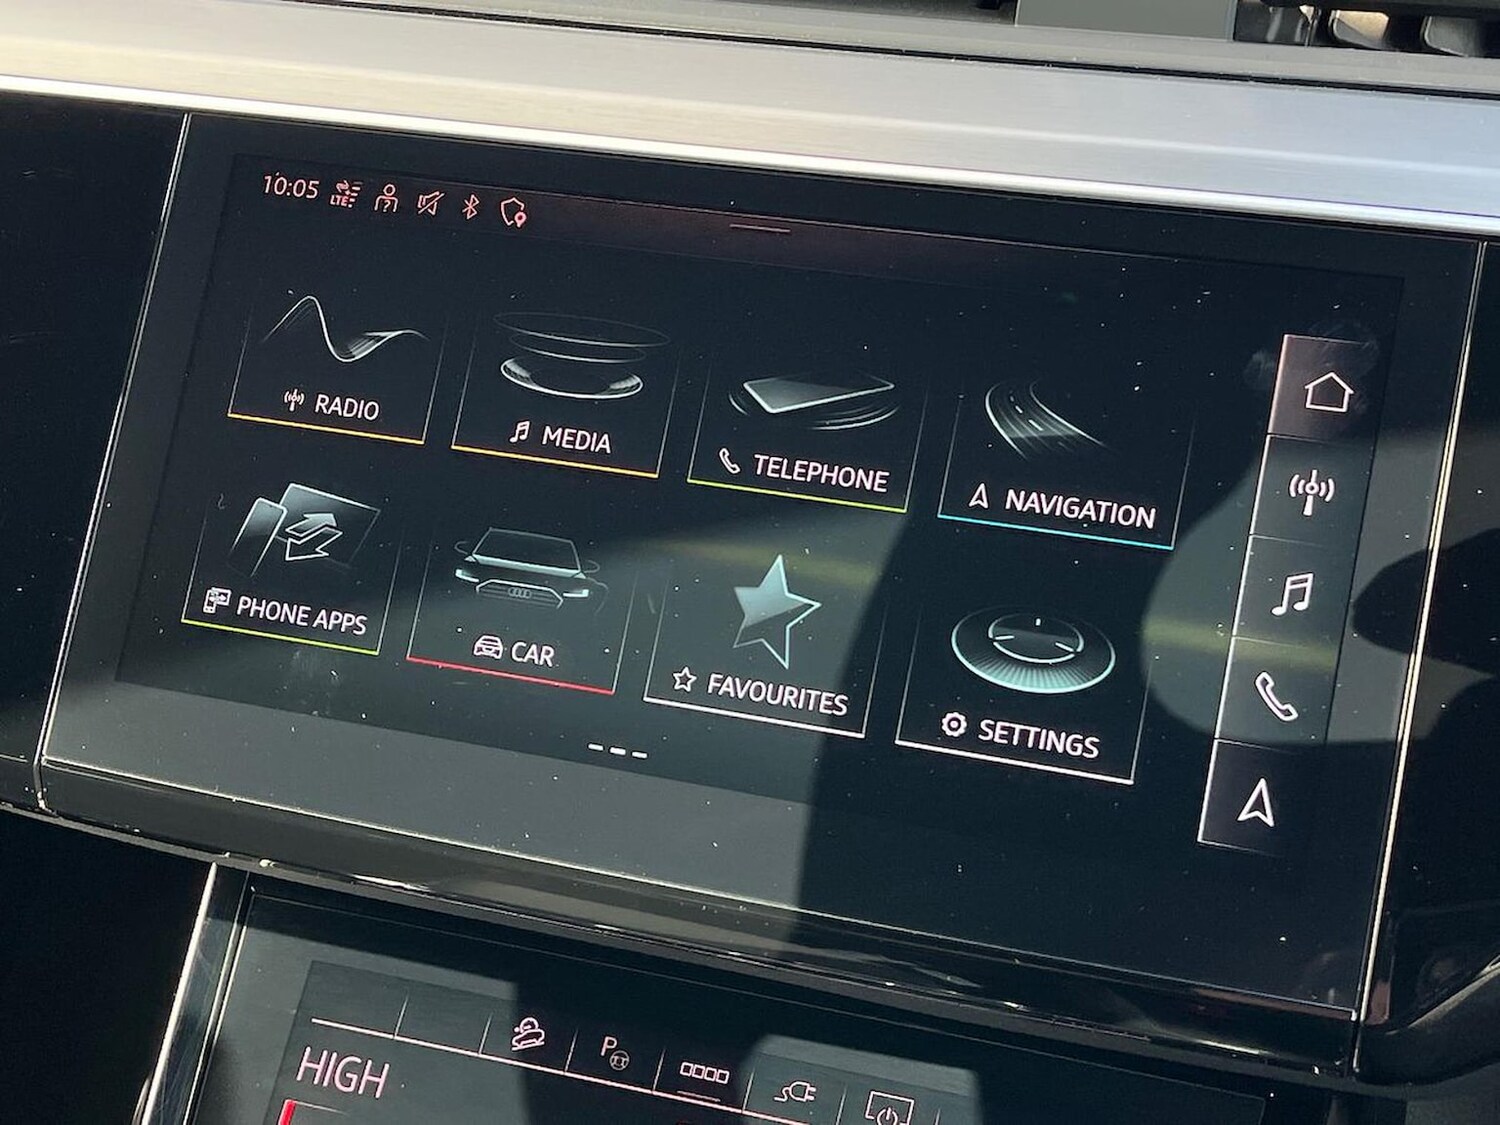 10:05 LTE
RADIO
MEDIA
TELEPHONE
NAVIGATION
PHONE APPS
CAR
FAVOURITES
SETTINGS
HIGH
P